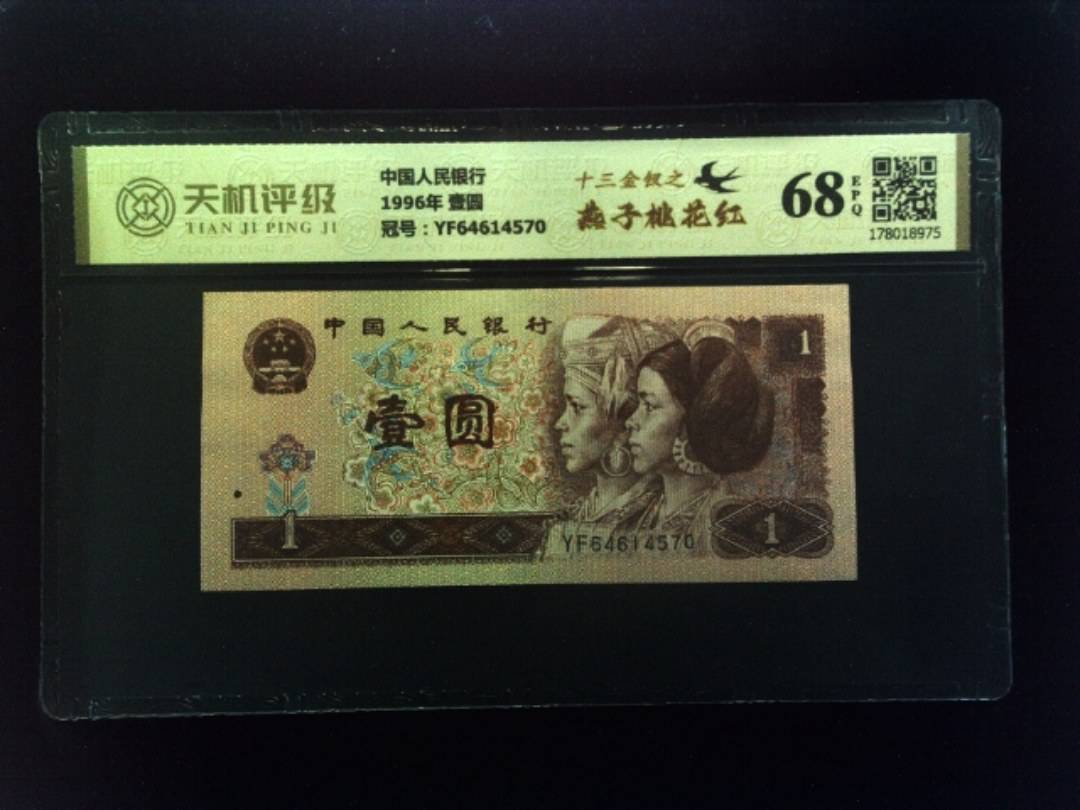 天机评级
TIAN JI PING JI
中国人民银行
1996年 壹圆
冠号：YF64614570
十三金钗之
燕子桃花红
68
EPQ
178018975
中国人民银行
1
壹圆
1
YF64614570
1